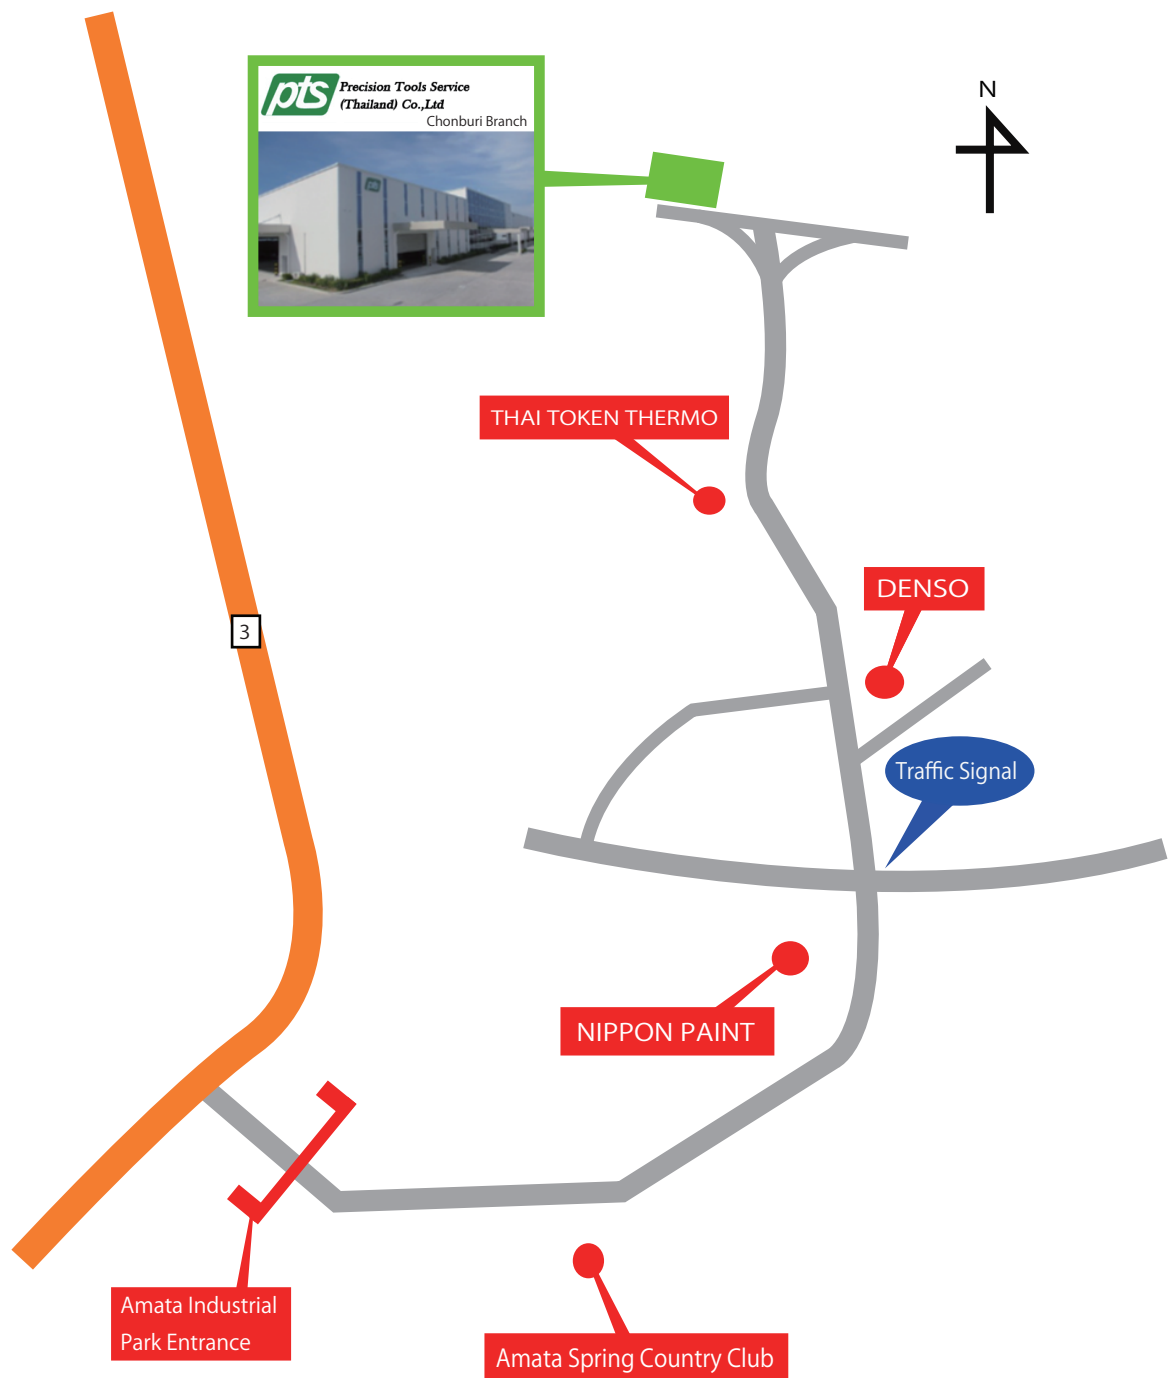 pts
Precision Tools Service
(Thailand) Co.,Ltd
Chonburi Branch
pts
N
THAI TOKEN THERMO
DENSO
3
Traffic Signal
NIPPON PAINT
Amata Industrial
Park Entrance
Amata Spring Country Club